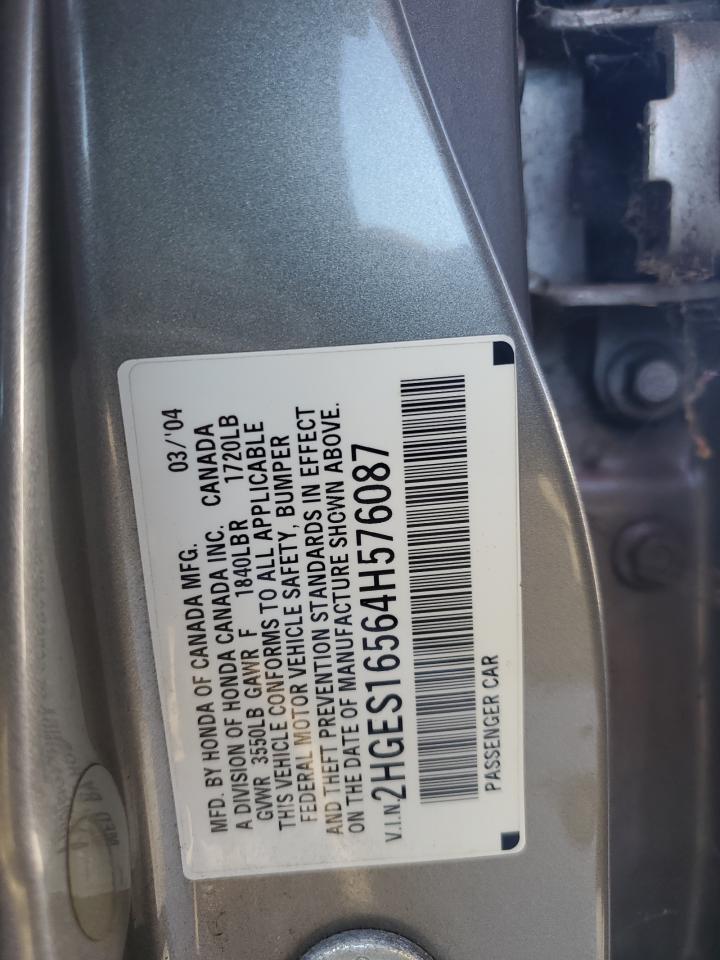 MFD. BY HONDA OF CANADA MFG. 03/'04
A DIVISION OF HONDA CANADA INC. CANADA
GVWR 3550LB GAWR F 1840LB R 1720LB
THIS VEHICLE CONFORMS TO ALL APPLICABLE
FEDERAL MOTOR VEHICLE SAFETY, BUMPER
AND THEFT PREVENTION STANDARDS IN EFFECT
ON THE DATE OF MANUFACTURE SHOWN ABOVE.
V.I.N. 2HGES16564H576087
PASSENGER CAR